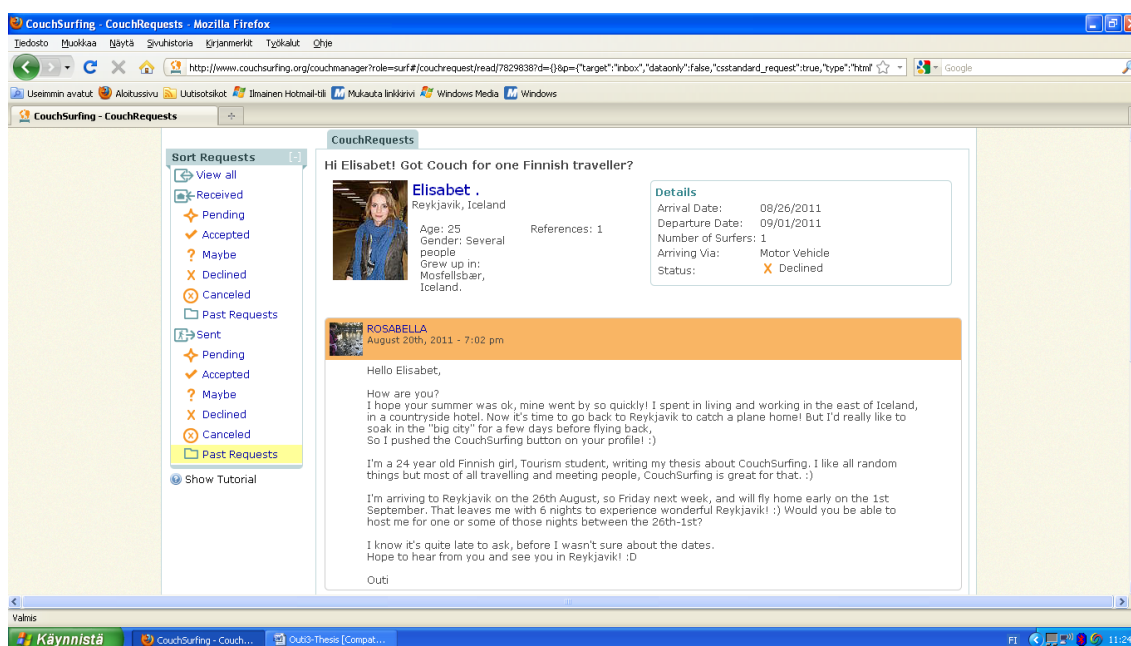 CouchSurfing - CouchRequests - Mozilla Firefox
Tiedosto Muokkaa Näytä Sivuhistoria Kirjanmerkit Työkalut Ohje
http://www.couchsurfing.org/couchmanager?role=surf#/couchrequest/read/7829838?d={}&p={"target":"inbox","dataonly":false,"csstandard_request":true,"type":"html' Google
Useimmin avatut Aloitussivu Uutisotsikot Ilmainen Hotmail-tili Mukauta linkkirivi Windows Media Windows
CouchSurfing - CouchRequests
CouchRequests
Sort Requests [-]
View all
Received
Pending
Accepted
Maybe
Declined
Canceled
Past Requests
Sent
Pending
Accepted
Maybe
Declined
Canceled
Past Requests
Show Tutorial
Hi Elisabet! Got Couch for one Finnish traveller?
Elisabet .
Reykjavik, Iceland
Age: 25
Gender: Several
people
Grew up in:
Mosfellsbær,
Iceland.
References: 1
Details
Arrival Date: 08/26/2011
Departure Date: 09/01/2011
Number of Surfers: 1
Arriving Via: Motor Vehicle
Status: X Declined
ROSABELLA
August 20th, 2011 - 7:02 pm
Hello Elisabet,
How are you?
I hope your summer was ok, mine went by so quickly! I spent in living and working in the east of Iceland,
in a countryside hotel. Now it's time to go back to Reykjavik to catch a plane home! But I'd really like to
soak in the "big city" for a few days before flying back,
So I pushed the CouchSurfing button on your profile! :)
I'm a 24 year old Finnish girl, Tourism student, writing my thesis about CouchSurfing. I like all random
things but most of all travelling and meeting people, CouchSurfing is great for that. :)
I'm arriving to Reykjavik on the 26th August, so Friday next week, and will fly home early on the 1st
September. That leaves me with 6 nights to experience wonderful Reykjavik! :) Would you be able to
host me for one or some of those nights between the 26th-1st?
I know it's quite late to ask, before I wasn't sure about the dates.
Hope to hear from you and see you in Reykjavik! :D
Outi
Valmis
Käynnistä CouchSurfing - Couch... Outi3-Thesis [Compat... FI 11:24